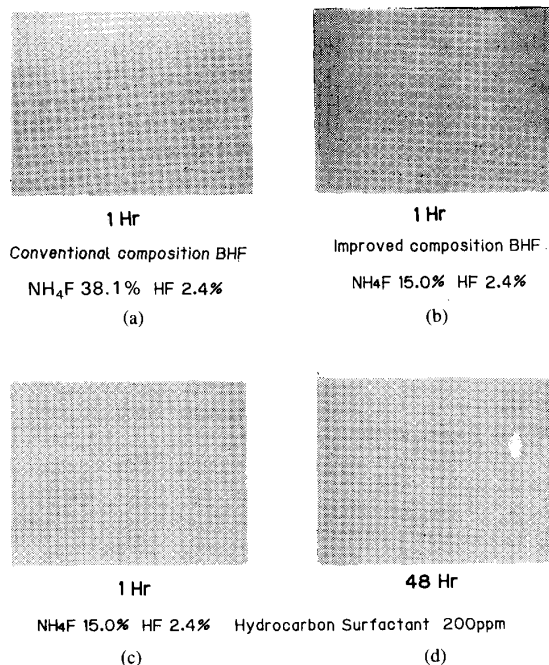 1 Hr
Conventional composition BHF
NH₄F 38.1% HF 2.4%
(a)
1 Hr
Improved composition BHF
NH₄F 15.0% HF 2.4%
(b)
1 Hr
48 Hr
NH₄F 15.0% HF 2.4% Hydrocarbon Surfactant 200ppm
(c)
(d)